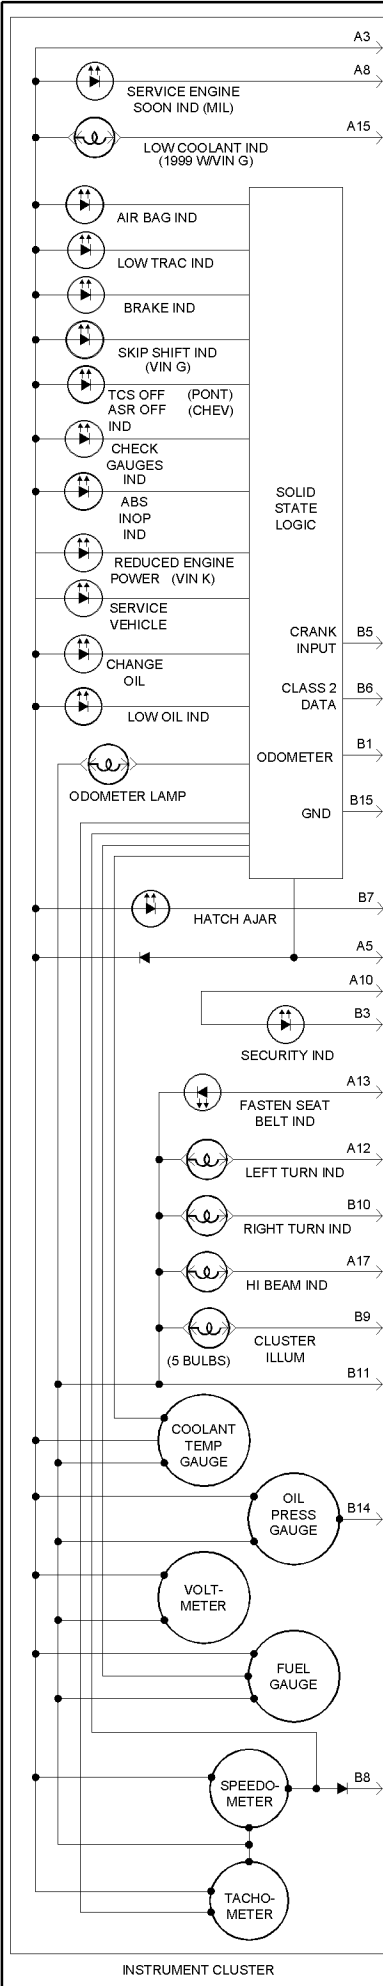 A3
A8
SERVICE ENGINE
SOON IND (MIL)
A15
LOW COOLANT IND
(1999 W/VIN G)
AIR BAG IND
LOW TRAC IND
BRAKE IND
SKIP SHIFT IND
(VIN G)
TCS OFF (PONT)
ASR OFF (CHEV)
IND
CHECK
GAUGES
IND
ABS
INOP
IND
SOLID
STATE
LOGIC
REDUCED ENGINE
POWER (VIN K)
SERVICE
VEHICLE
CRANK
INPUT
B5
CHANGE
OIL
CLASS 2
DATA
B6
LOW OIL IND
ODOMETER
B1
ODOMETER LAMP
GND
B15
B7
HATCH AJAR
A5
A10
B3
SECURITY IND
A13
FASTEN SEAT
BELT IND
A12
LEFT TURN IND
B10
RIGHT TURN IND
A17
HI BEAM IND
B9
(5 BULBS)
CLUSTER
ILLUM
B11
COOLANT
TEMP
GAUGE
OIL
PRESS
GAUGE
B14
VOLT-
METER
FUEL
GAUGE
SPEEDO-
METER
B8
TACHO-
METER
INSTRUMENT CLUSTER